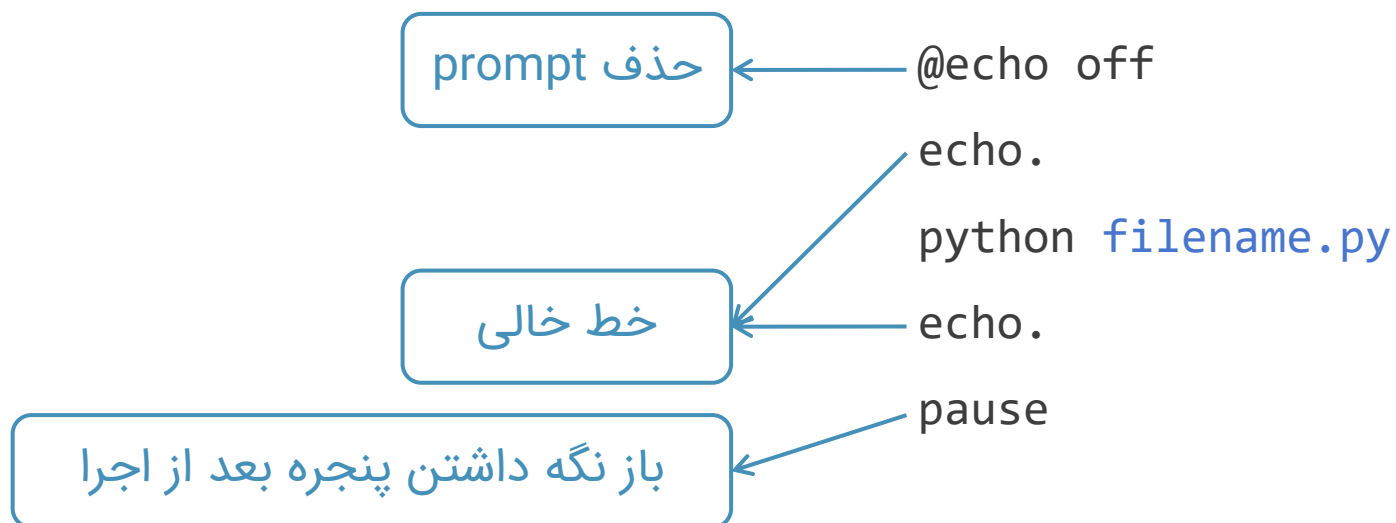 حذف prompt
@echo off
echo.
python filename.py
خط خالی
echo.
pause
باز نگه داشتن پنجره بعد از اجرا